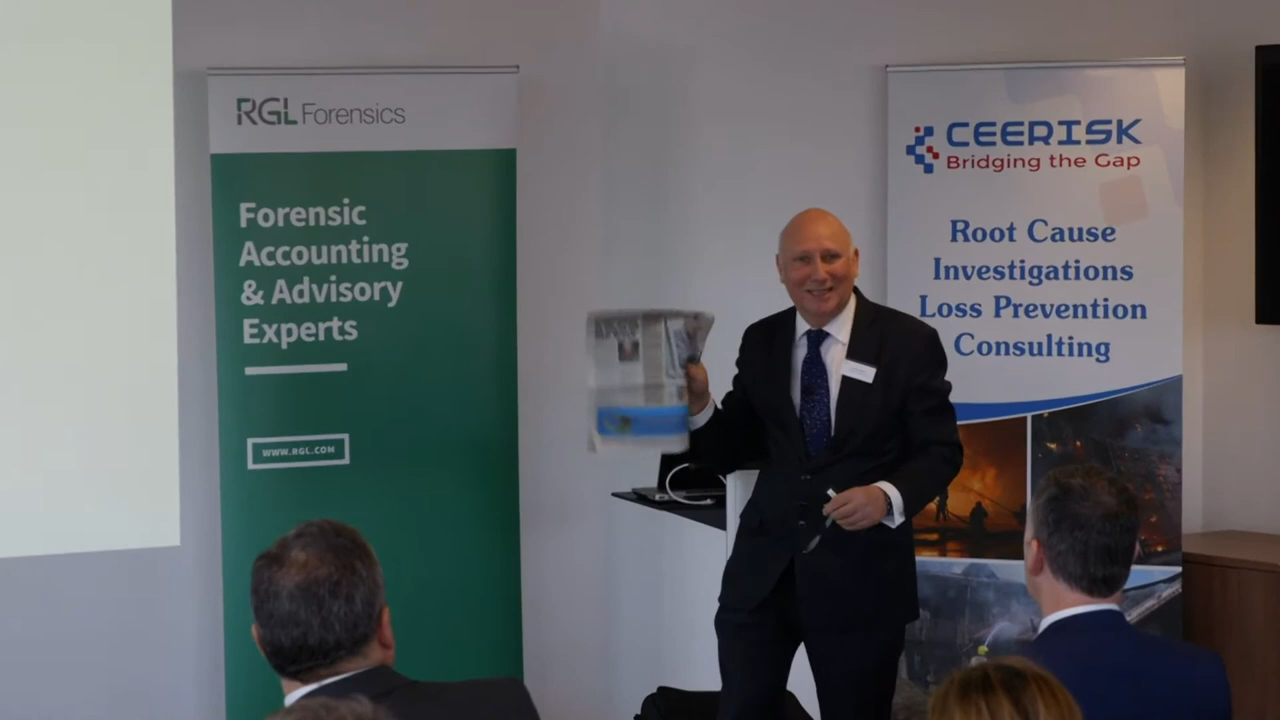 RGL Forensics
Forensic
Accounting
& Advisory
Experts
WWW.RGL.COM
CEERISK
Bridging the Gap
Root Cause
Investigations
Loss Prevention
Consulting